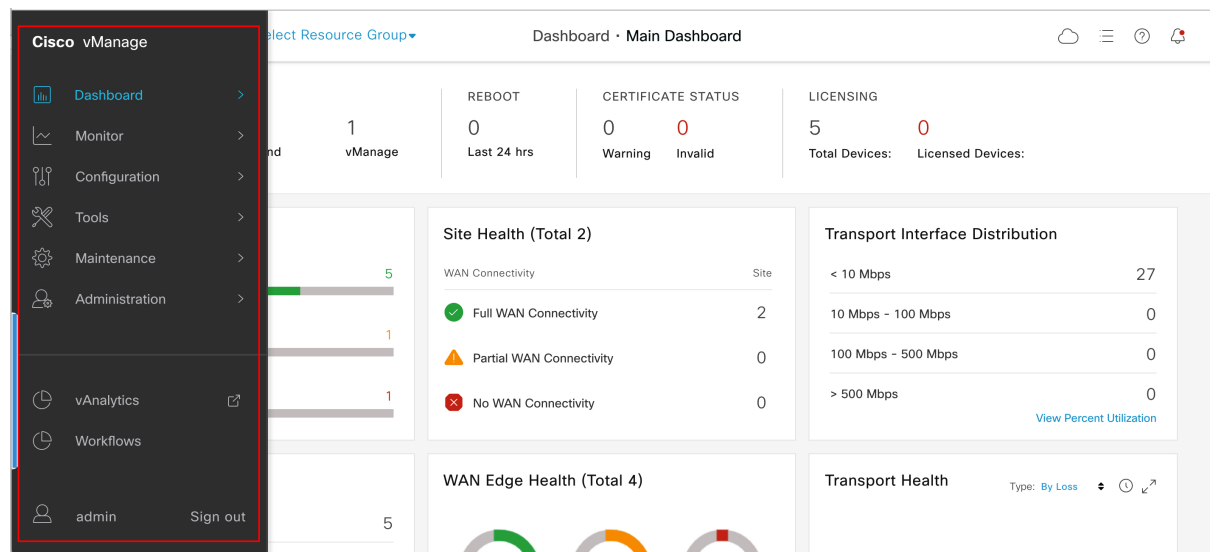 Cisco vManage
Dashboard
Monitor
Configuration
Tools
Maintenance
Administration
vAnalytics
Workflows
admin Sign out
elect Resource Group
Dashboard · Main Dashboard
1
nd vManage
REBOOT
0
Last 24 hrs
CERTIFICATE STATUS
0 0
Warning Invalid
LICENSING
5 0
Total Devices: Licensed Devices:
5
1
1
Site Health (Total 2)
WAN Connectivity Site
Full WAN Connectivity 2
Partial WAN Connectivity 0
No WAN Connectivity 0
Transport Interface Distribution
< 10 Mbps 27
10 Mbps - 100 Mbps 0
100 Mbps - 500 Mbps 0
> 500 Mbps 0
View Percent Utilization
5
WAN Edge Health (Total 4)
Transport Health Type: By Loss